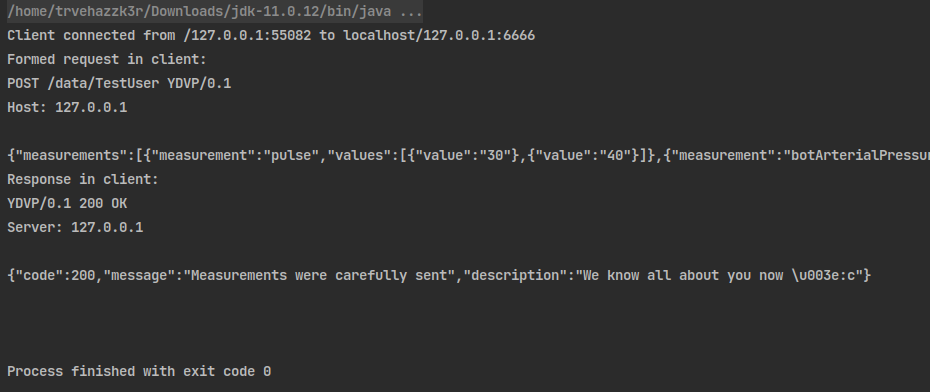 /home/trvehazzk3r/Downloads/jdk-11.0.12/bin/java ...
Client connected from /127.0.0.1:55082 to localhost/127.0.0.1:6666
Formed request in client:
POST /data/TestUser YDVP/0.1
Host: 127.0.0.1
{"measurements":[{"measurement":"pulse","values":[{"value":"30"},{"value":"40"}]},{"measurement":"botArterialPressur
Response in client:
YDVP/0.1 200 OK
Server: 127.0.0.1
{"code":200,"message":"Measurements were carefully sent","description":"We know all about you now \u003e:c"}
Process finished with exit code 0